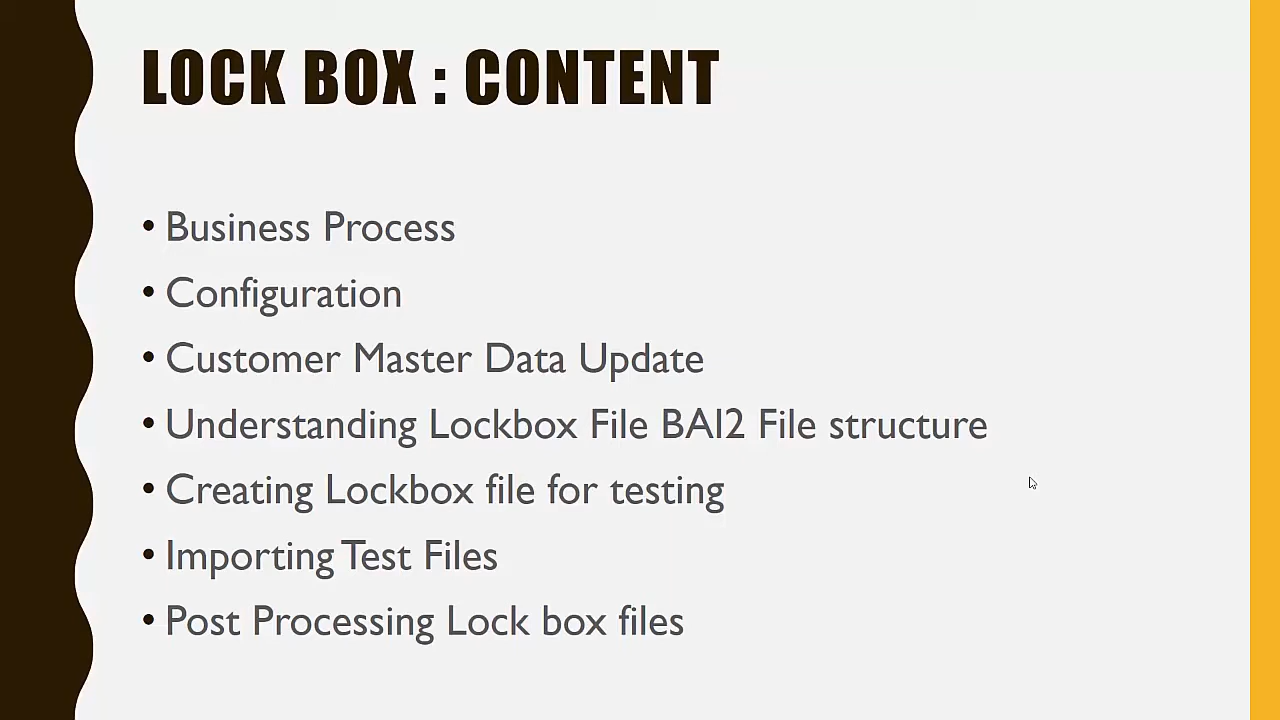 LOCK BOX : CONTENT
• Business Process
• Configuration
• Customer Master Data Update
• Understanding Lockbox File BAI2 File structure
• Creating Lockbox file for testing
• Importing Test Files
• Post Processing Lock box files